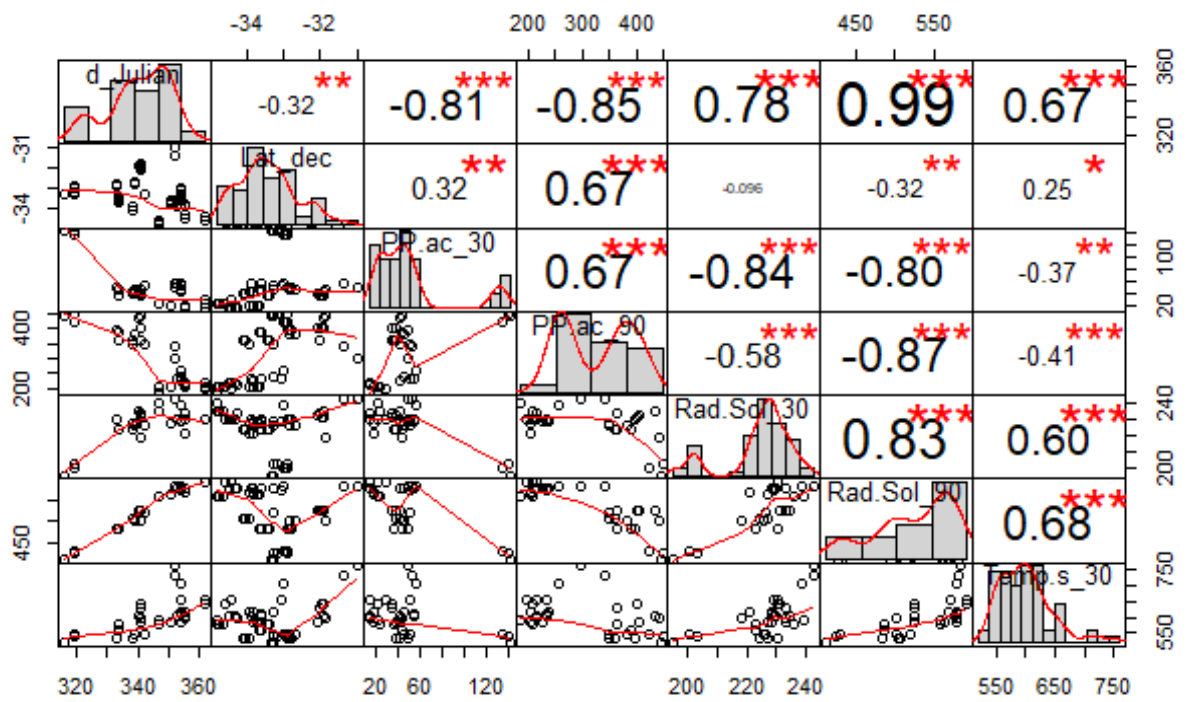 -34 -32 200 300 400 450 550
d_Julian -0.32 ** -0.81 *** -0.85 *** 0.78 *** 0.99 *** 0.67 *** 320 360
-34 -31 Lat_dec 0.32 ** 0.67 *** -0.096 -0.32 ** 0.25 *
PP.ac_30 0.67 *** -0.84 *** -0.80 *** -0.37 ** 20 100
200 400 PP.ac_90 -0.58 *** -0.87 *** -0.41 ***
Rad.Sol_30 0.83 *** 0.60 *** 200 240
450 Rad.Sol_90 0.68 ***
Temp.s_30 550 750
320 340 360 20 60 120 200 220 240 550 650 750